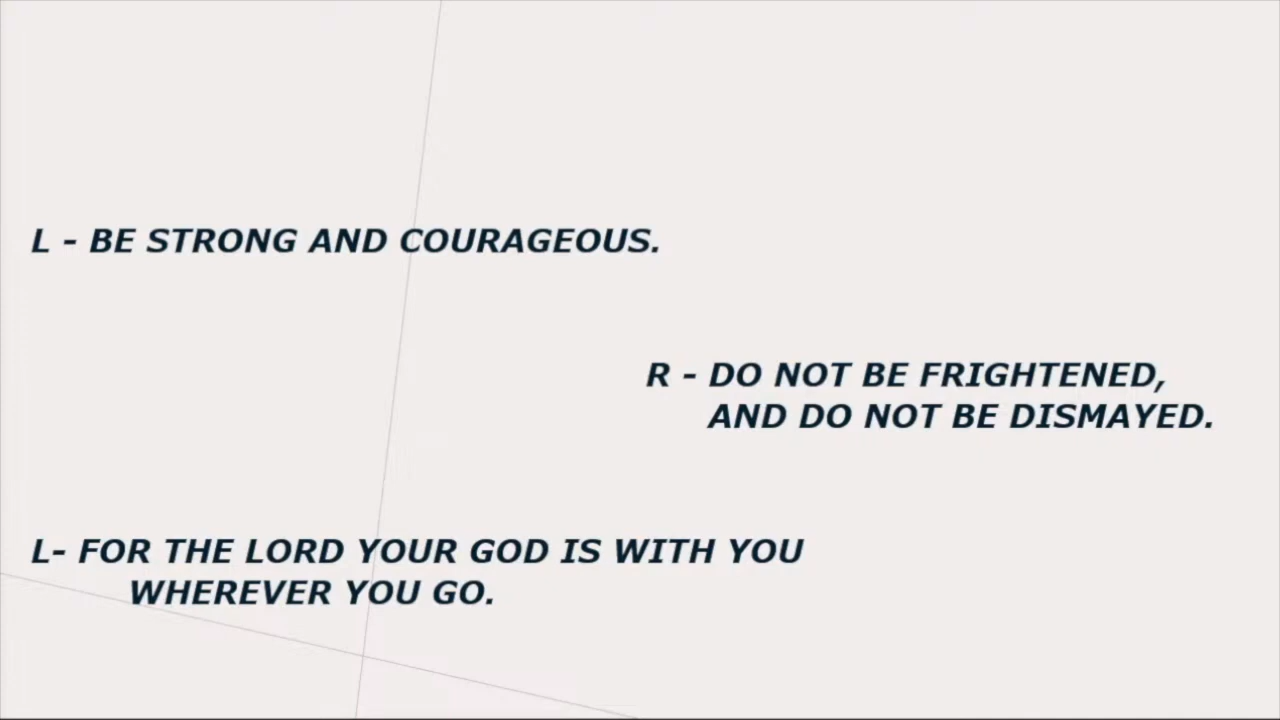 L - BE STRONG AND COURAGEOUS.
R - DO NOT BE FRIGHTENED,
AND DO NOT BE DISMAYED.
L- FOR THE LORD YOUR GOD IS WITH YOU
WHEREVER YOU GO.